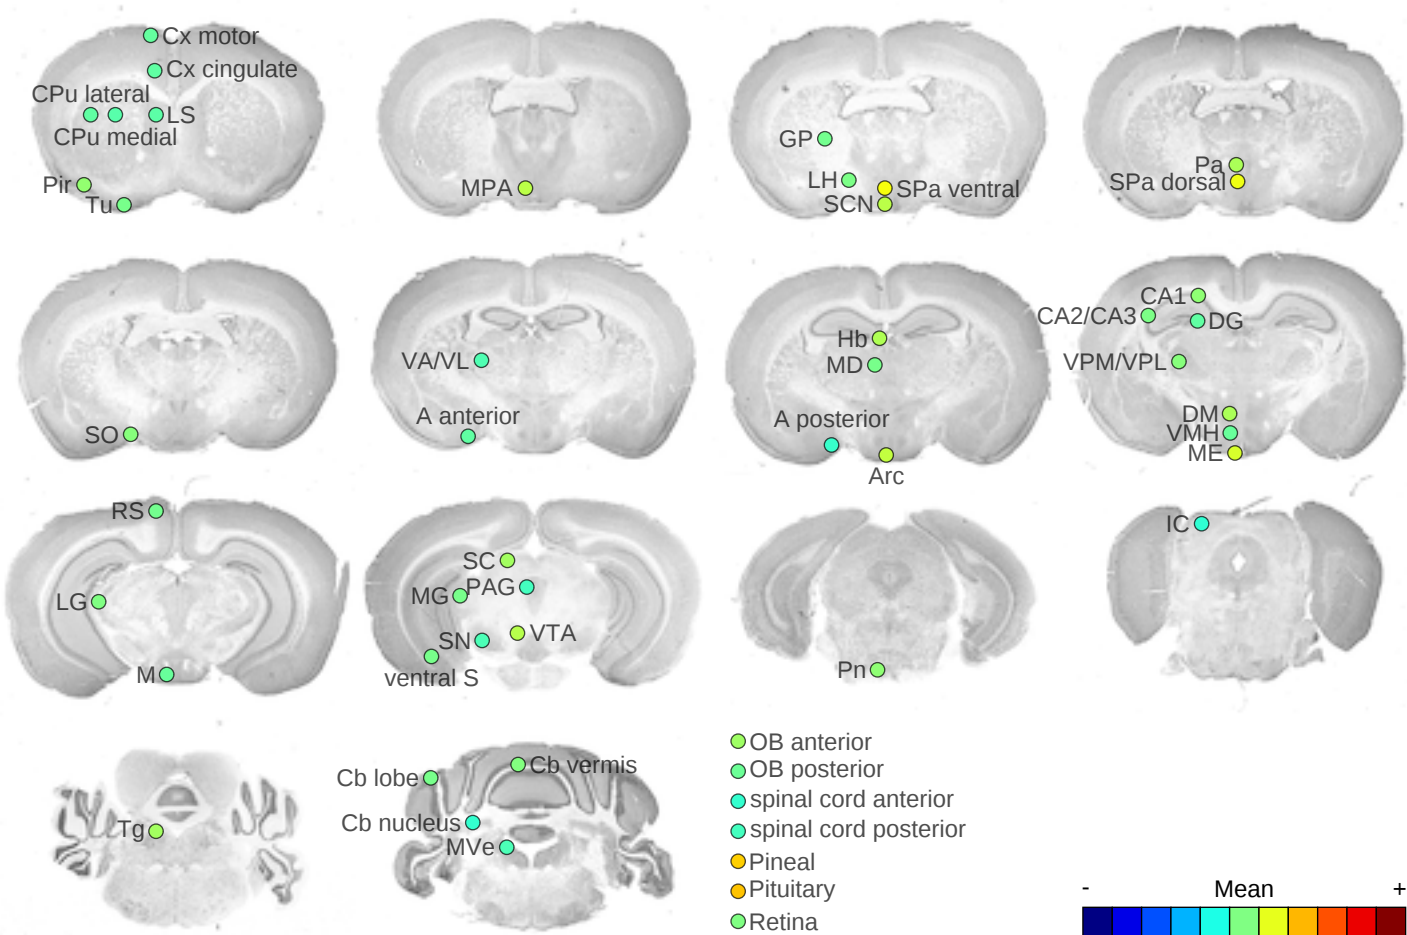 Cx motor
Cx cingulate
CPu lateral
LS
CPu medial
Pir
Tu
MPA
GP
LH
SPa ventral
SCN
Pa
SPa dorsal
SO
VA/VL
A anterior
Hb
MD
A posterior
Arc
CA1
CA2/CA3
DG
VPM/VPL
DM
VMH
ME
RS
LG
M
SC
PAG
MG
SN
VTA
ventral S
Pn
IC
Tg
Cb lobe
Cb vermis
Cb nucleus
MVe
OB anterior
OB posterior
spinal cord anterior
spinal cord posterior
Pineal
Pituitary
Retina
- Mean +